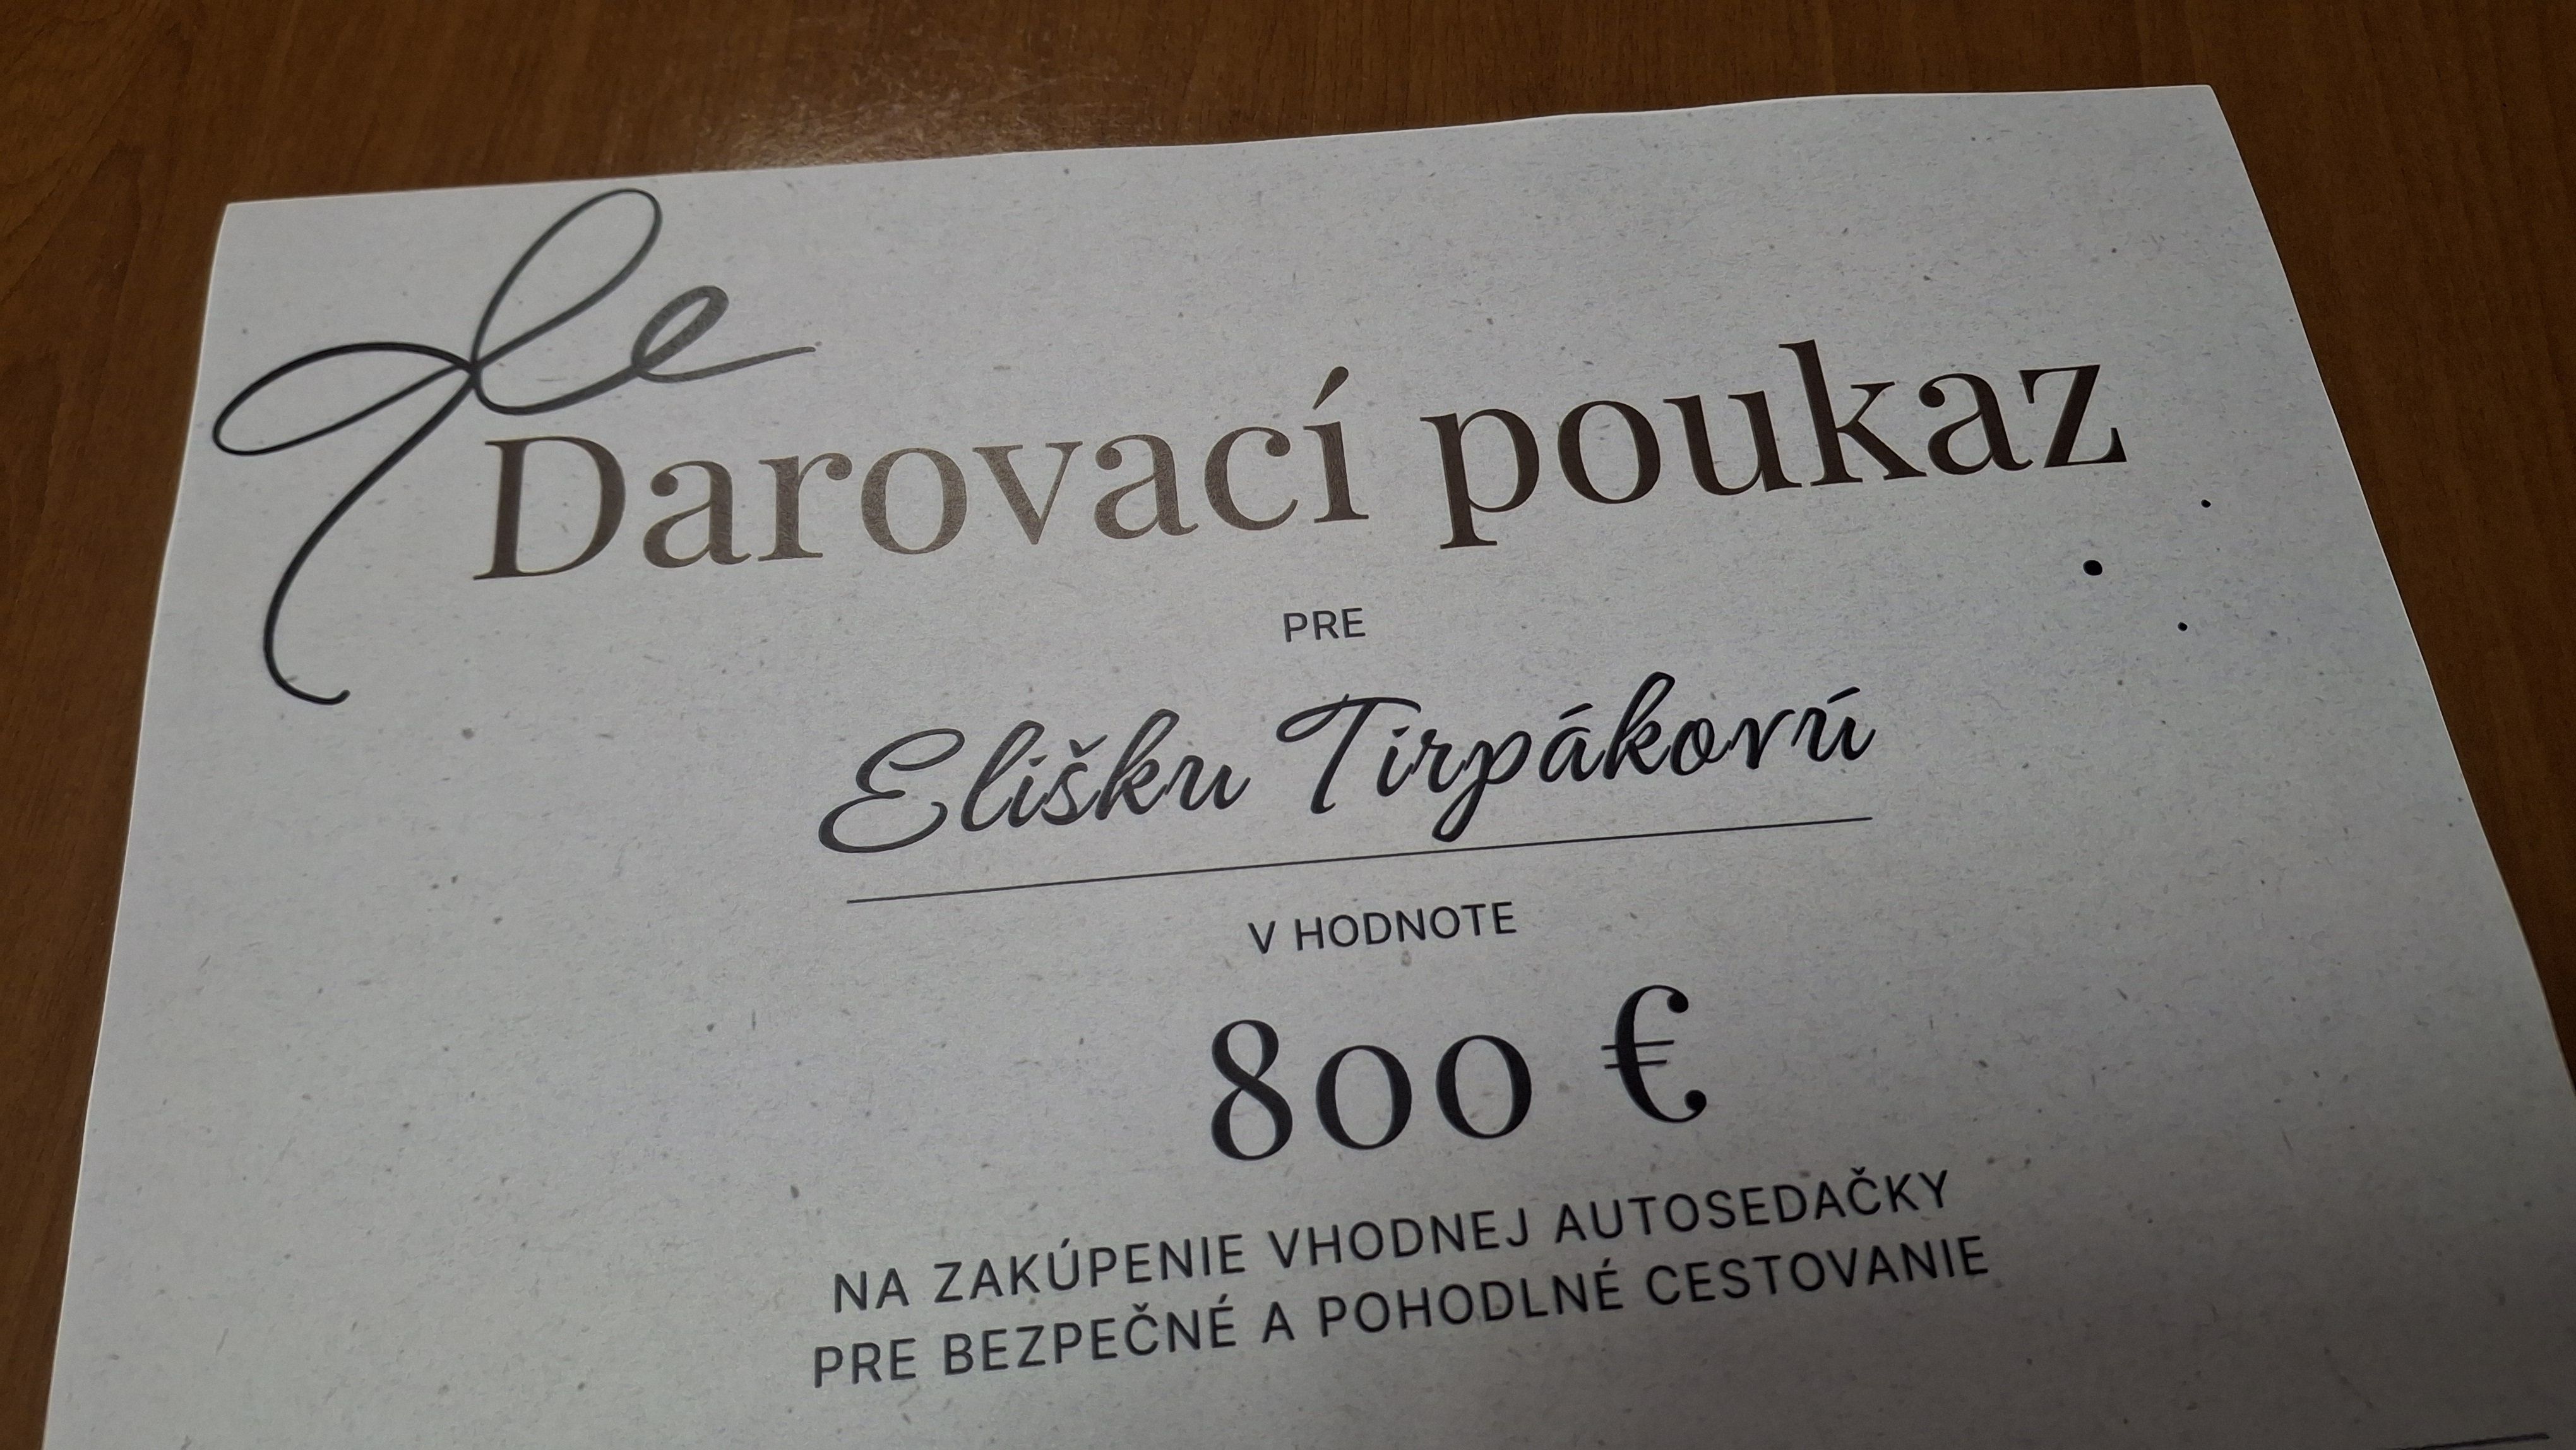 Darovací poukaz
PRE
Elišku Tirpákovú
V HODNOTE
800 €
NA ZAKÚPENIE VHODNEJ AUTOSEDAČKY
PRE BEZPEČNÉ A POHODLNÉ CESTOVANIE